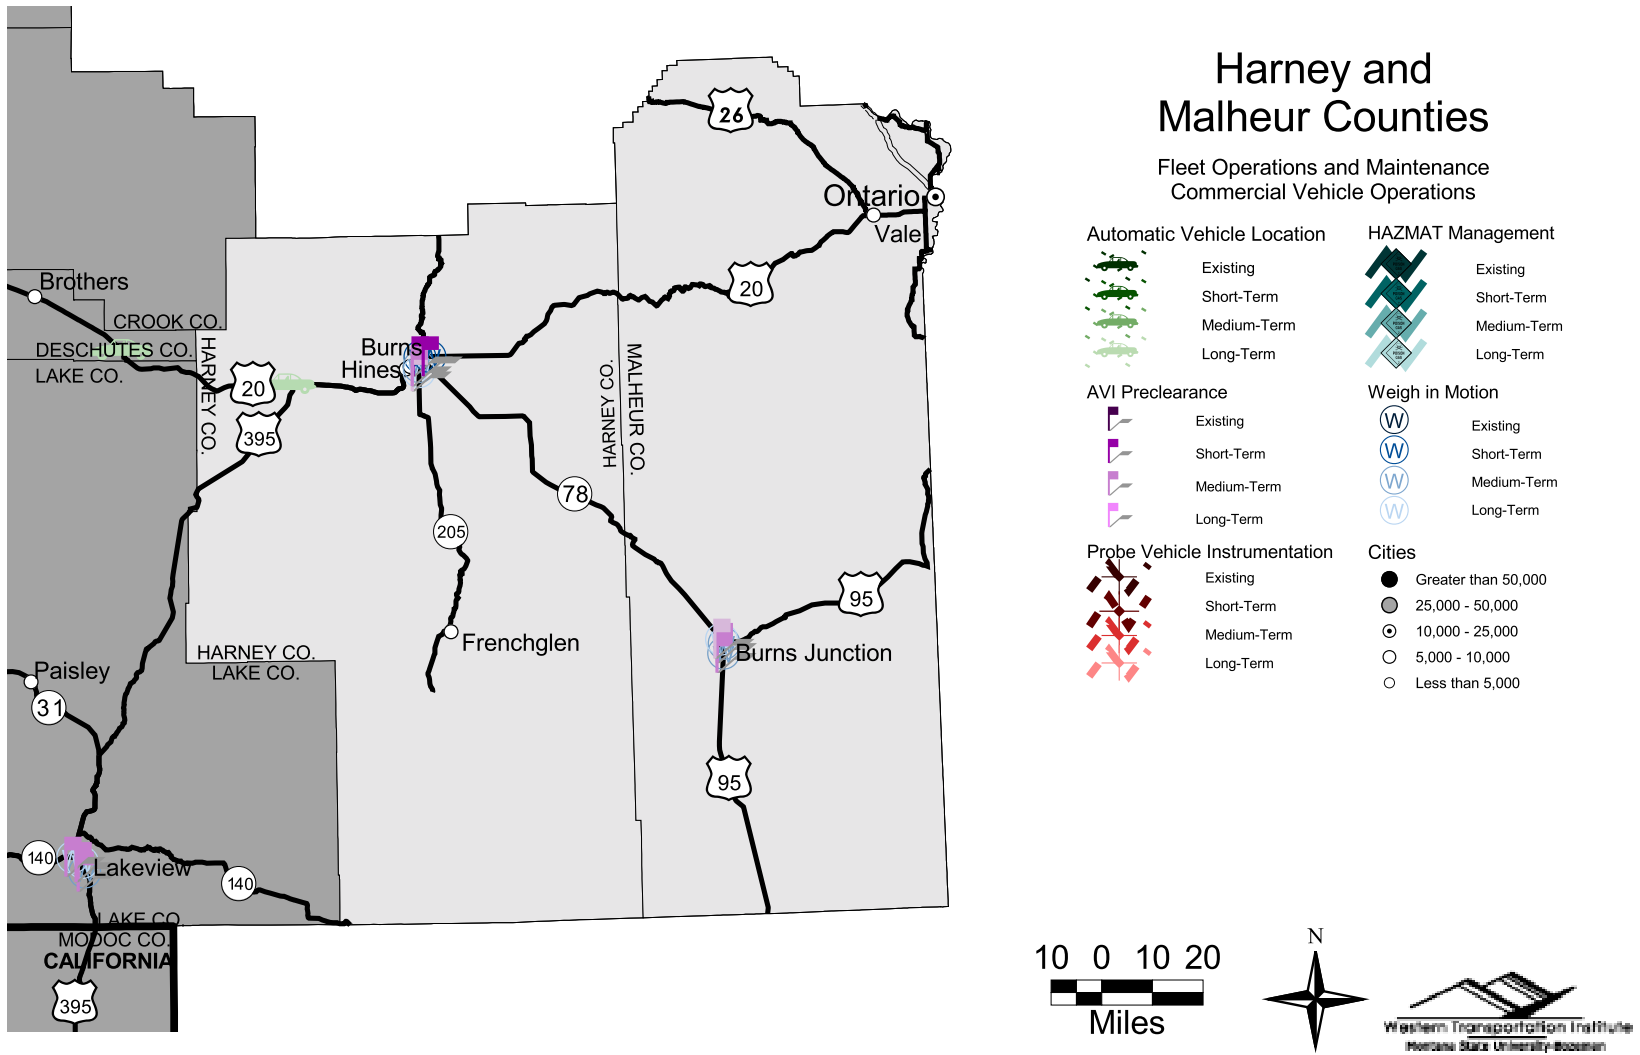 Harney and
Malheur Counties
Fleet Operations and Maintenance
Commercial Vehicle Operations
Automatic Vehicle Location
Existing
Short-Term
Medium-Term
Long-Term
HAZMAT Management
Existing
Short-Term
Medium-Term
Long-Term
AVI Preclearance
Existing
Short-Term
Medium-Term
Long-Term
Weigh in Motion
W Existing
W Short-Term
W Medium-Term
W Long-Term
Probe Vehicle Instrumentation
Existing
Short-Term
Medium-Term
Long-Term
Cities
Greater than 50,000
25,000 - 50,000
10,000 - 25,000
5,000 - 10,000
Less than 5,000
26
Ontario
Vale
20
Brothers
CROOK CO.
DESCHUTES CO.
LAKE CO.
HARNEY CO.
Burns
Hines
20
395
HARNEY CO.
MALHEUR CO.
78
205
95
Frenchglen
Burns Junction
HARNEY CO.
LAKE CO.
Paisley
31
95
140
Lakeview
140
LAKE CO.
MODOC CO.
CALIFORNIA
395
10 0 10 20
Miles
N
Western Transportation Institute
Montana State University-Bozeman